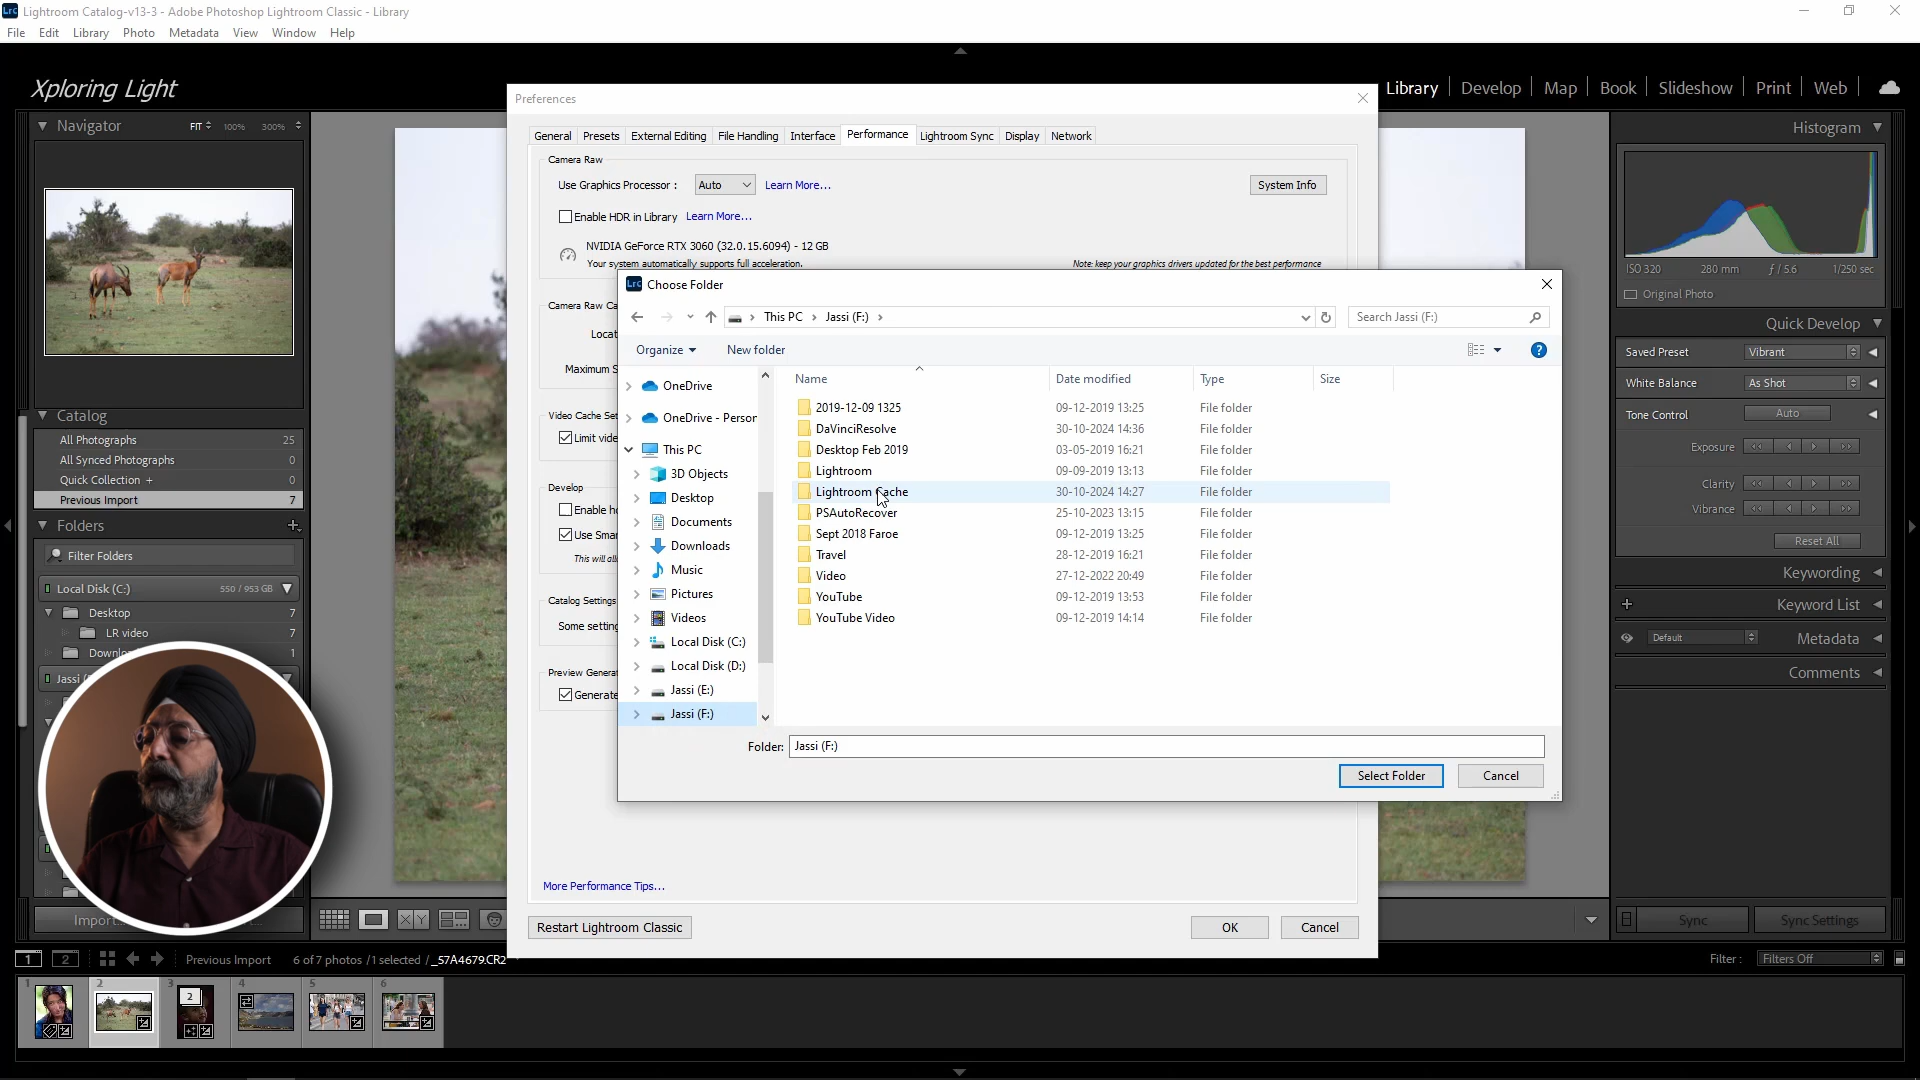 Lrc Lightroom Catalog-v13-3 - Adobe Photoshop Lightroom Classic - Library
File Edit Library Photo Metadata View Window Help
Xploring Light
Library Develop Map Book Slideshow Print Web
Navigator FIT 100% 300%
Catalog
All Photographs 25
All Synced Photographs 0
Quick Collection + 0
Previous Import 7
Folders
Filter Folders
Local Disk (C:) 550 / 953 GB
Desktop 7
LR video 7
1
Jassi
Import...
Preferences
General Presets External Editing File Handling Interface Performance Lightroom Sync Display Network
Camera Raw
Use Graphics Processor : Auto Learn More... System Info
Enable HDR in Library Learn More...
NVIDIA GeForce RTX 3060 (32.0.15.6094) - 12 GB
Your system automatically supports full acceleration. Note: keep your graphics drivers updated for the best performance
Camera Raw
Maximum
Video Cache
Limit
Develop
Enable
Use
This will
Catalog Settings
Some
Preview
Generate
More Performance Tips...
Restart Lightroom Classic OK Cancel
Lrc Choose Folder
This PC Jassi (F:) Search Jassi (F:)
Organize New folder
OneDrive
OneDrive - Person
This PC
3D Objects
Desktop
Documents
Downloads
Music
Pictures
Videos
Local Disk (C:)
Local Disk (D:)
Jassi (E:)
Jassi (F:)
Name Date modified Type Size
2019-12-09 1325 09-12-2019 13:25 File folder
DaVinciResolve 30-10-2024 14:36 File folder
Desktop Feb 2019 03-05-2019 16:21 File folder
Lightroom 09-09-2019 13:13 File folder
Lightroom Cache 30-10-2024 14:27 File folder
PSAutoRecover 25-10-2023 13:15 File folder
Sept 2018 Faroe 09-12-2019 13:25 File folder
Travel 28-12-2019 16:21 File folder
Video 27-12-2022 20:49 File folder
YouTube 09-12-2019 13:53 File folder
YouTube Video 09-12-2019 14:14 File folder
Folder: Jassi (F:)
Select Folder Cancel
Histogram
ISO 320 280 mm ƒ / 5.6 1/250 sec
Original Photo
Quick Develop
Saved Preset Vibrant
White Balance As Shot
Tone Control Auto
Exposure
Clarity
Vibrance
Reset All
Keywording
Keyword List
Default Metadata
Comments
Sync Sync Settings
1 2 Previous Import 6 of 7 photos / 1 selected / _57A4679.CR2 Filter : Filters Off
1 2 3 4 5 6
2